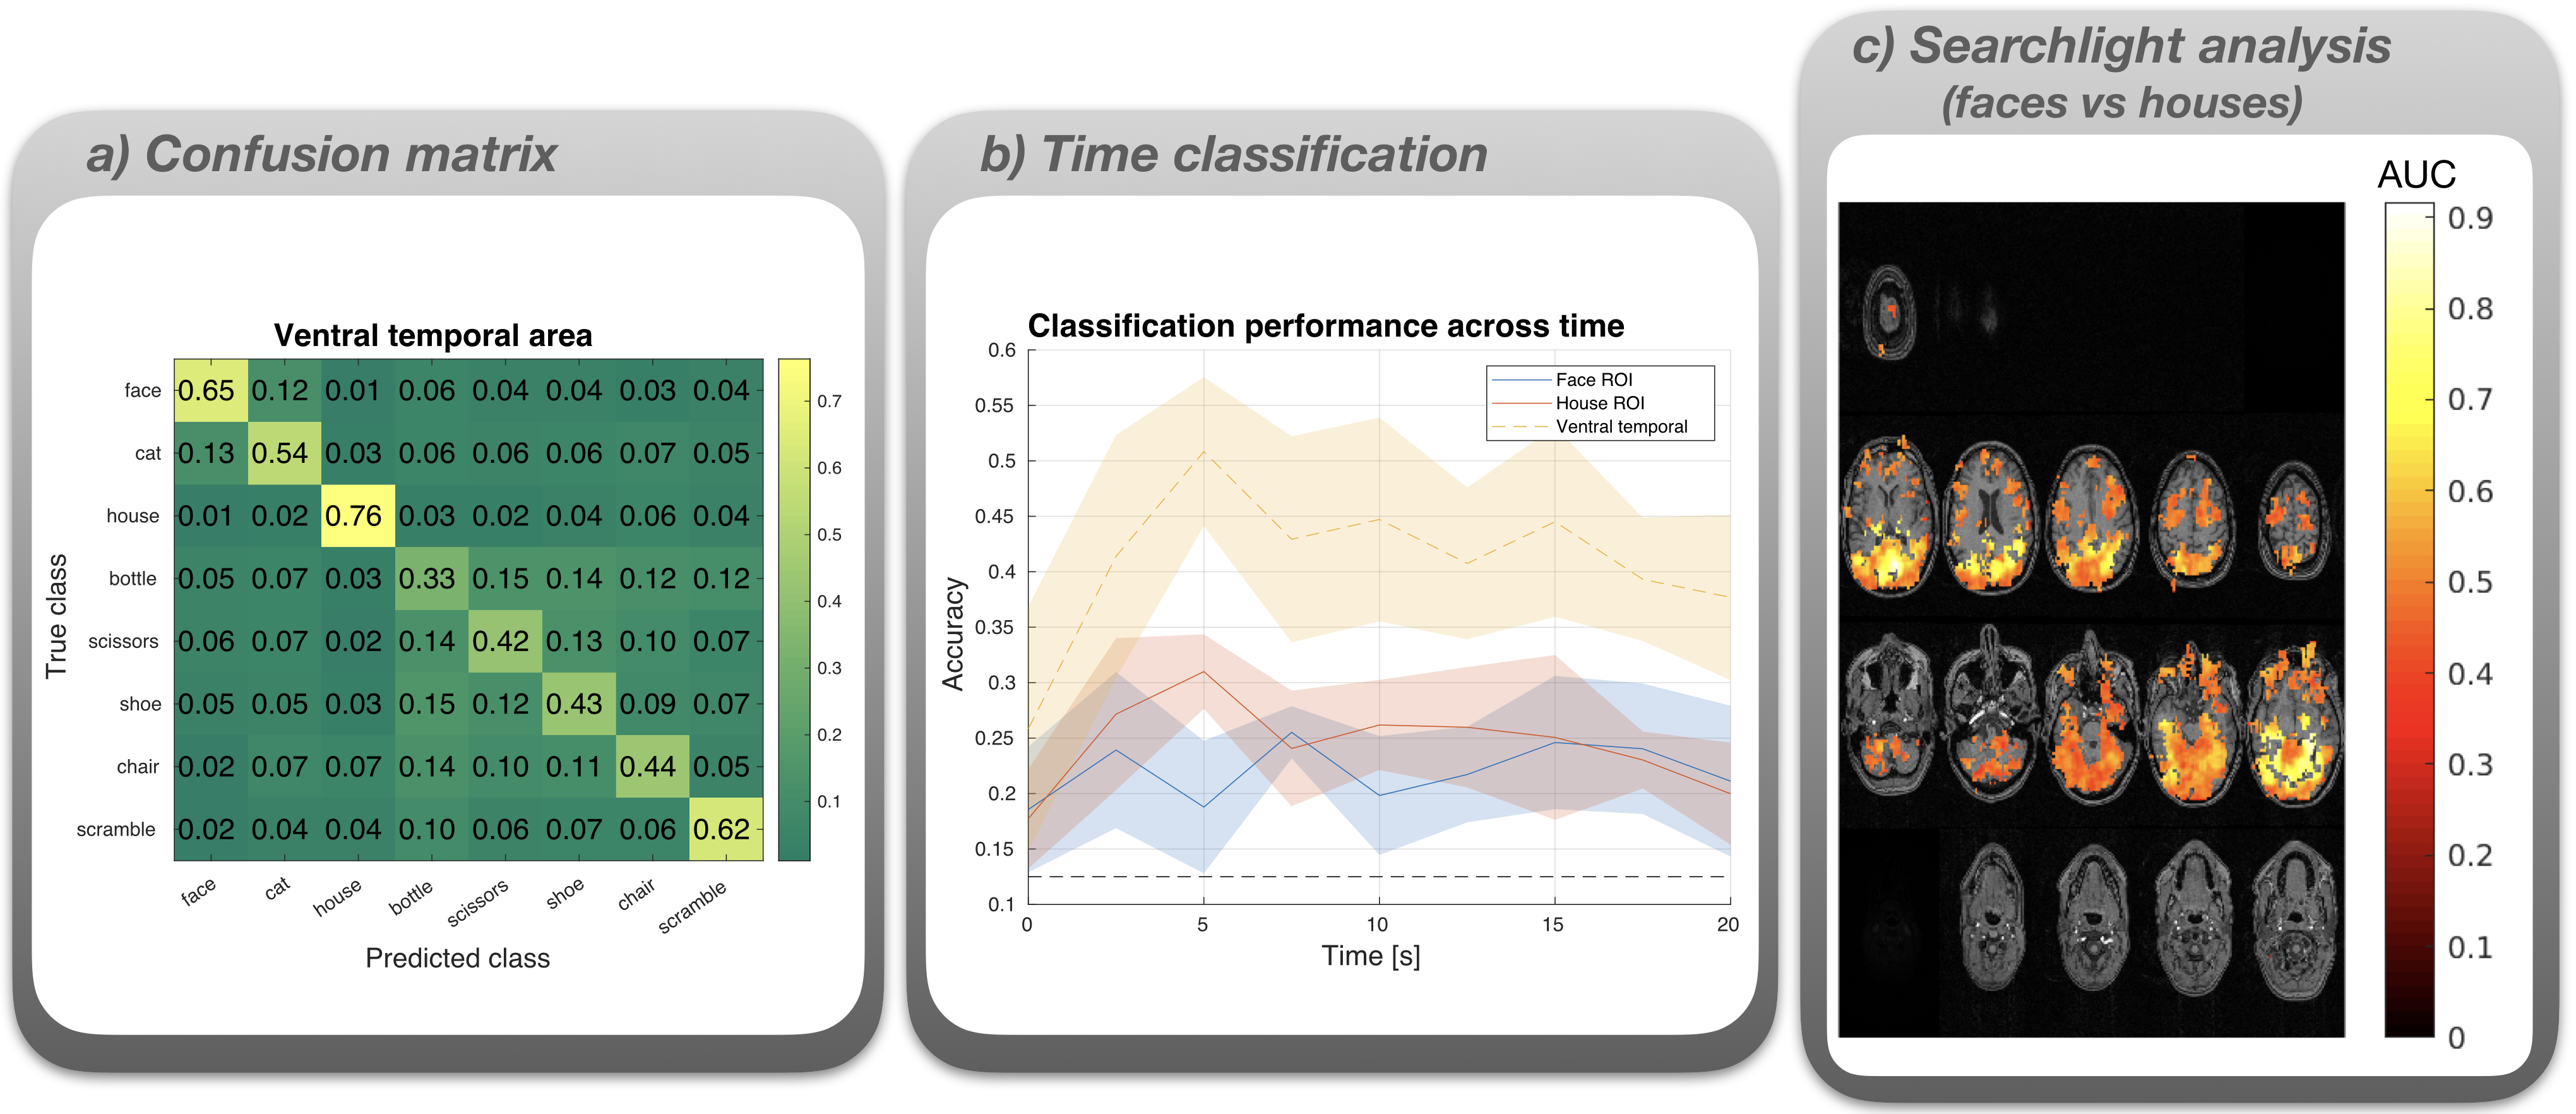 a) Confusion matrix
Ventral temporal area
True class
face 0.65 0.12 0.01 0.06 0.04 0.04 0.03 0.04
cat 0.13 0.54 0.03 0.06 0.06 0.06 0.07 0.05
house 0.01 0.02 0.76 0.03 0.02 0.04 0.06 0.04
bottle 0.05 0.07 0.03 0.33 0.15 0.14 0.12 0.12
scissors 0.06 0.07 0.02 0.14 0.42 0.13 0.10 0.07
shoe 0.05 0.05 0.03 0.15 0.12 0.43 0.09 0.07
chair 0.02 0.07 0.07 0.14 0.10 0.11 0.44 0.05
scramble 0.02 0.04 0.04 0.10 0.06 0.07 0.06 0.62
face cat house bottle scissors shoe chair scramble
Predicted class
0.7
0.6
0.5
0.4
0.3
0.2
0.1
b) Time classification
Classification performance across time
Accuracy
0.6
0.55
0.5
0.45
0.4
0.35
0.3
0.25
0.2
0.15
0.1
Face ROI
House ROI
Ventral temporal
0 5 10 15 20
Time [s]
c) Searchlight analysis
(faces vs houses)
AUC
0.9
0.8
0.7
0.6
0.5
0.4
0.3
0.2
0.1
0